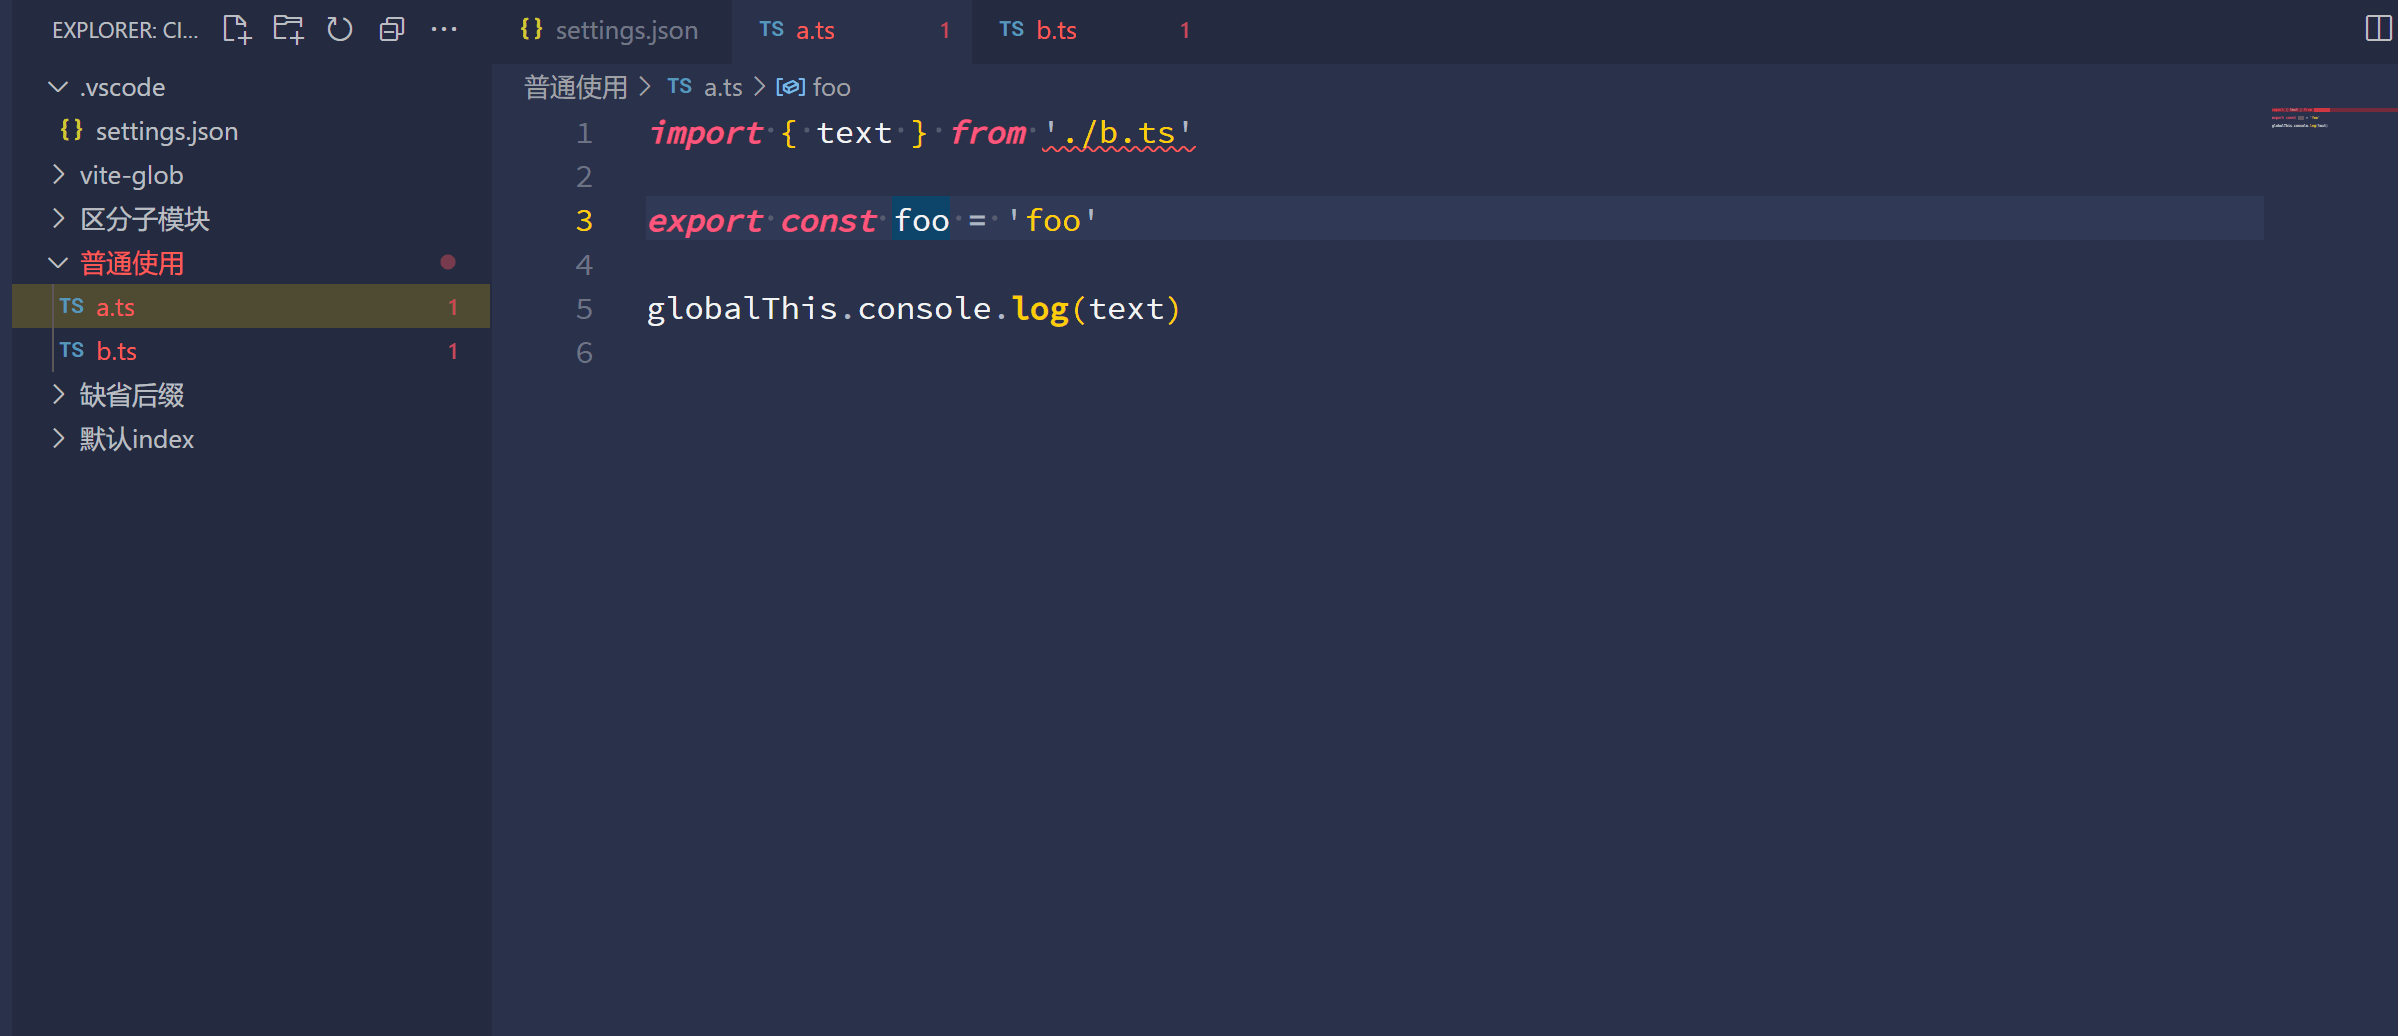 EXPLORER: CI...
{} settings.json
TS a.ts 1
TS b.ts 1
.vscode
{} settings.json
vite-glob
区分子模块
普通使用
TS a.ts 1
TS b.ts 1
缺省后缀
默认index
普通使用 > TS a.ts > foo
1 import { text } from './b.ts'
2
3 export const foo = 'foo'
4
5 globalThis.console.log(text)
6